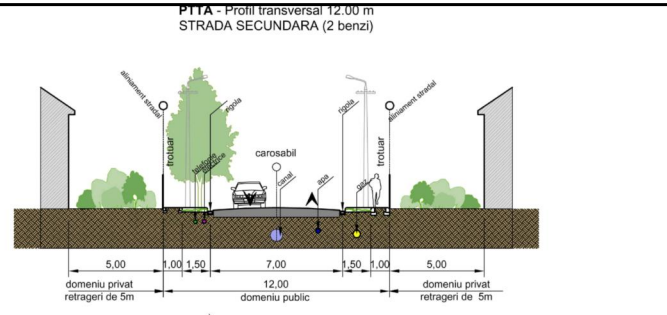 PTTA - Profil transversal 12.00 m
STRADA SECUNDARA (2 benzi)
aliniament stradal
trotuar
rigola
telefonie
electrice
carosabil
canal
apa
rigola
gaz
trotuar
aliniament stradal
5,00 1,00 1,50 7,00 1,50 1,00 5,00
domeniu privat
retrageri de 5m
12,00
domeniu public
domeniu privat
retrageri de 5m